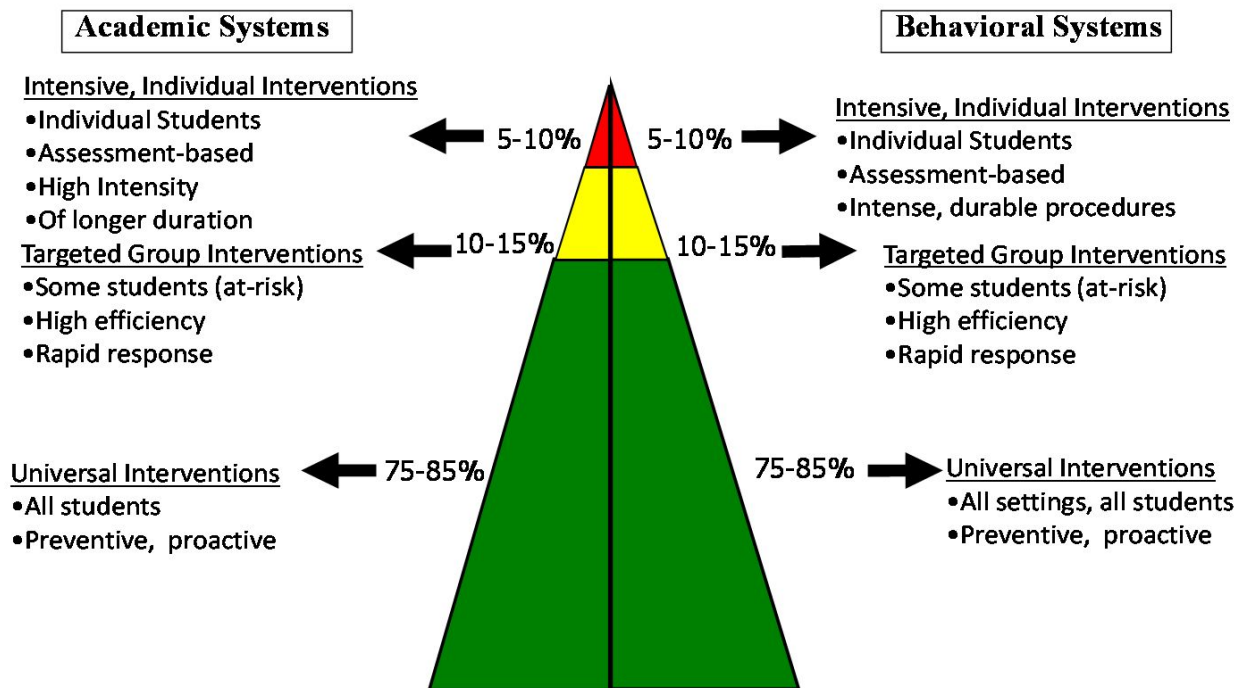 Academic Systems
Intensive, Individual Interventions
•Individual Students
•Assessment-based
•High Intensity
•Of longer duration
5-10%
Targeted Group Interventions
•Some students (at-risk)
•High efficiency
•Rapid response
10-15%
Universal Interventions
•All students
•Preventive, proactive
75-85%
Behavioral Systems
5-10%
Intensive, Individual Interventions
•Individual Students
•Assessment-based
•Intense, durable procedures
10-15%
Targeted Group Interventions
•Some students (at-risk)
•High efficiency
•Rapid response
75-85%
Universal Interventions
•All settings, all students
•Preventive, proactive